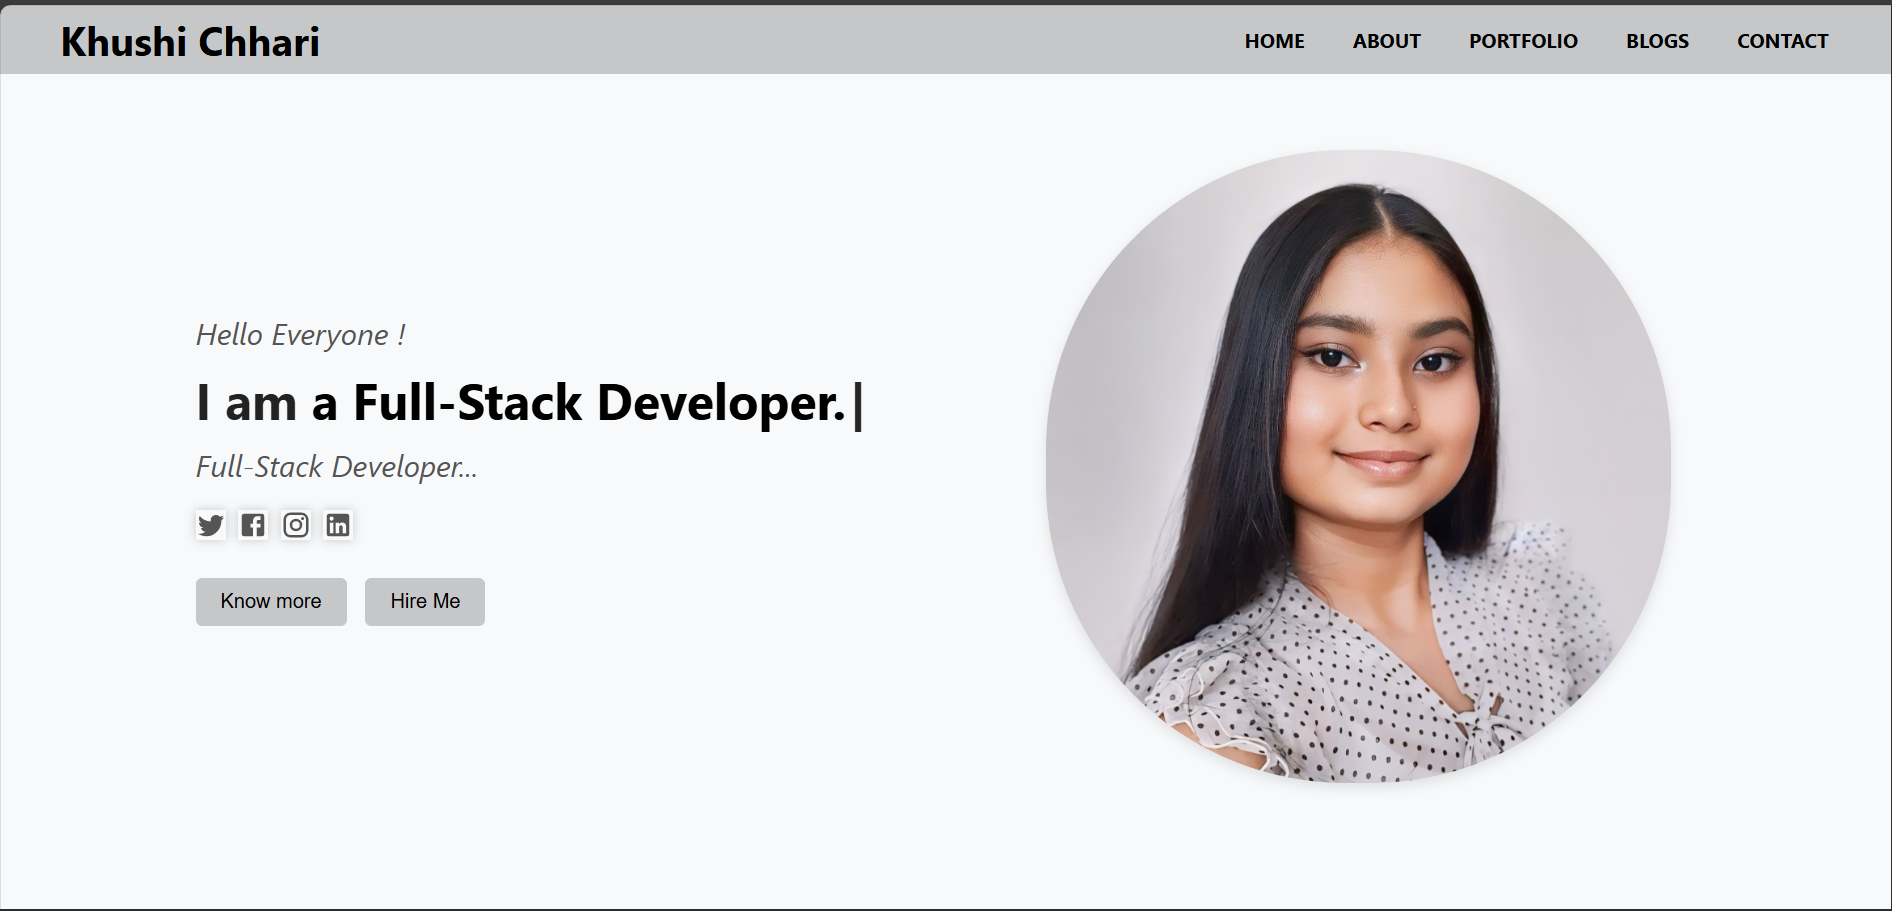 Khushi Chhari
HOME ABOUT PORTFOLIO BLOGS CONTACT
Hello Everyone !
I am a Full-Stack Developer.|
Full-Stack Developer...
Know more
Hire Me